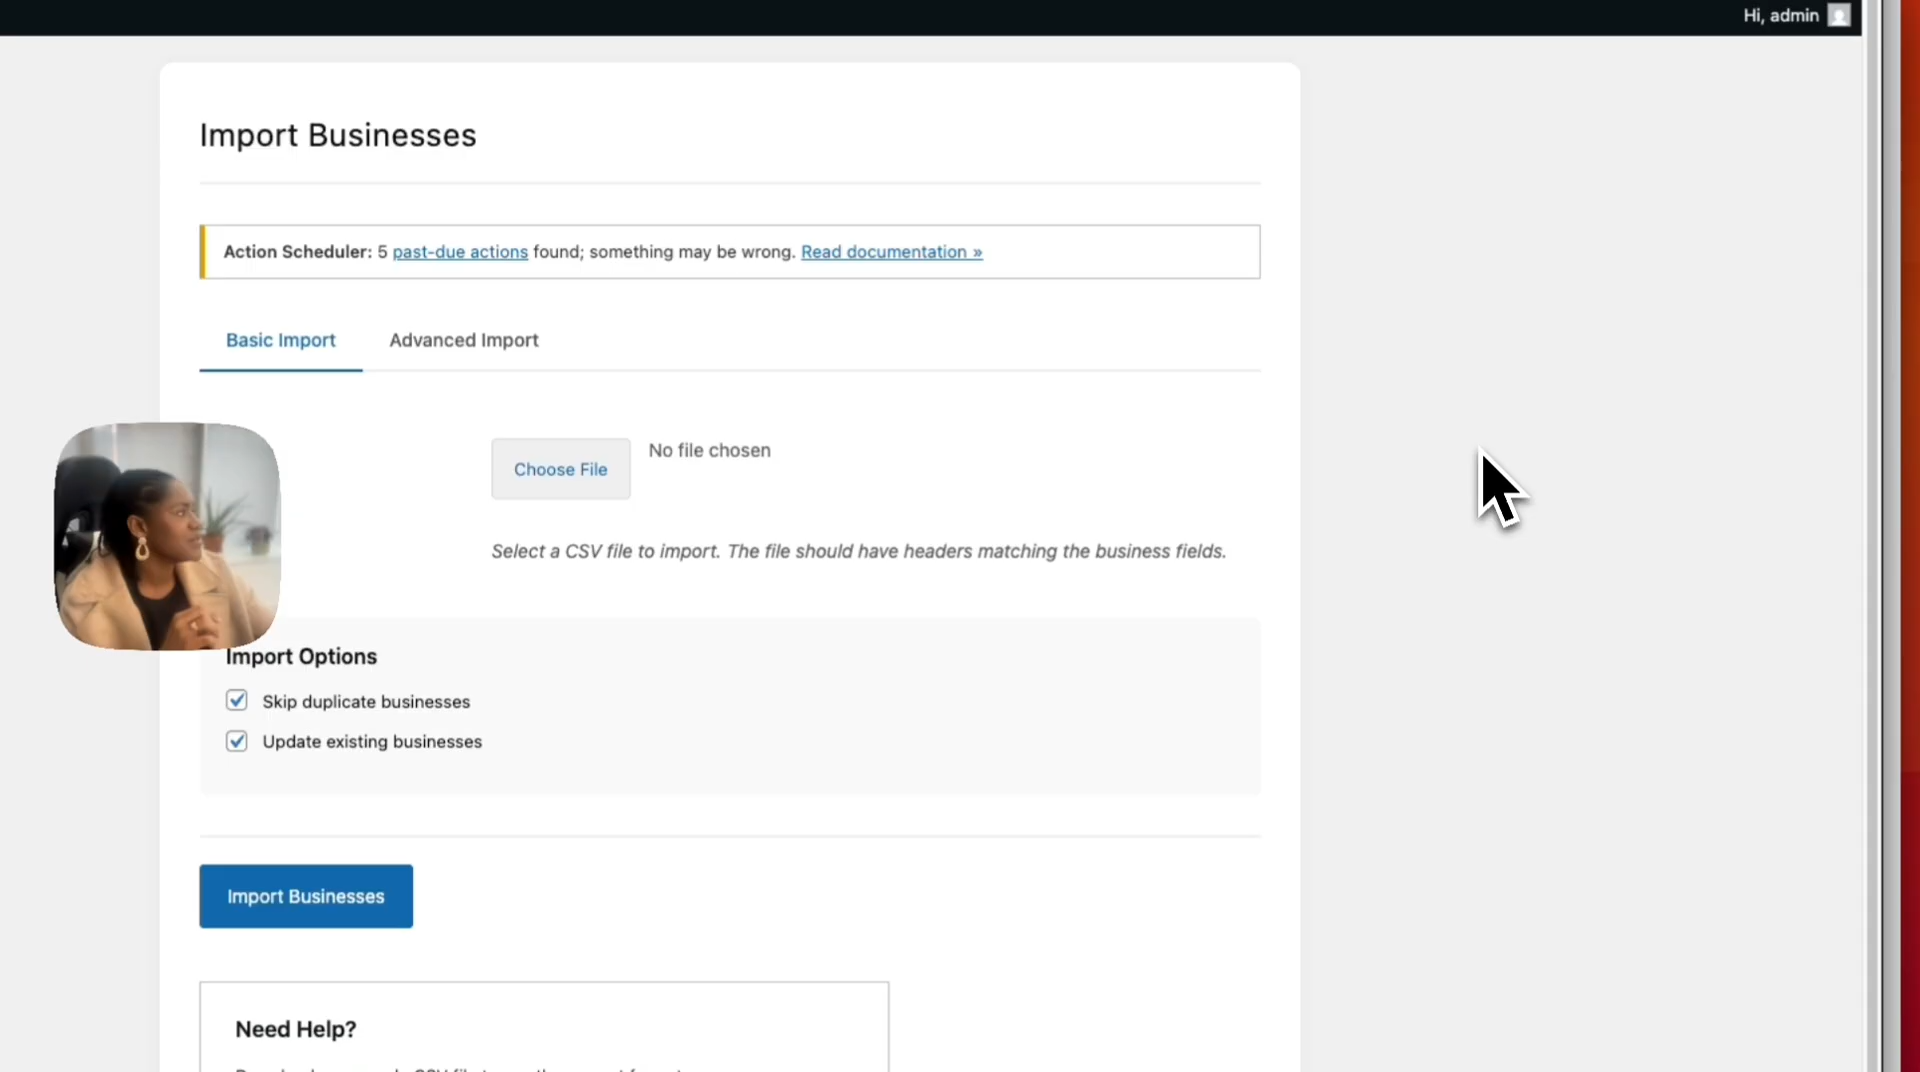 Hi, admin
Import Businesses
Action Scheduler: 5 past-due actions found; something may be wrong. Read documentation »
Basic Import
Advanced Import
Choose File
No file chosen
Select a CSV file to import. The file should have headers matching the business fields.
Import Options
Skip duplicate businesses
Update existing businesses
Import Businesses
Need Help?